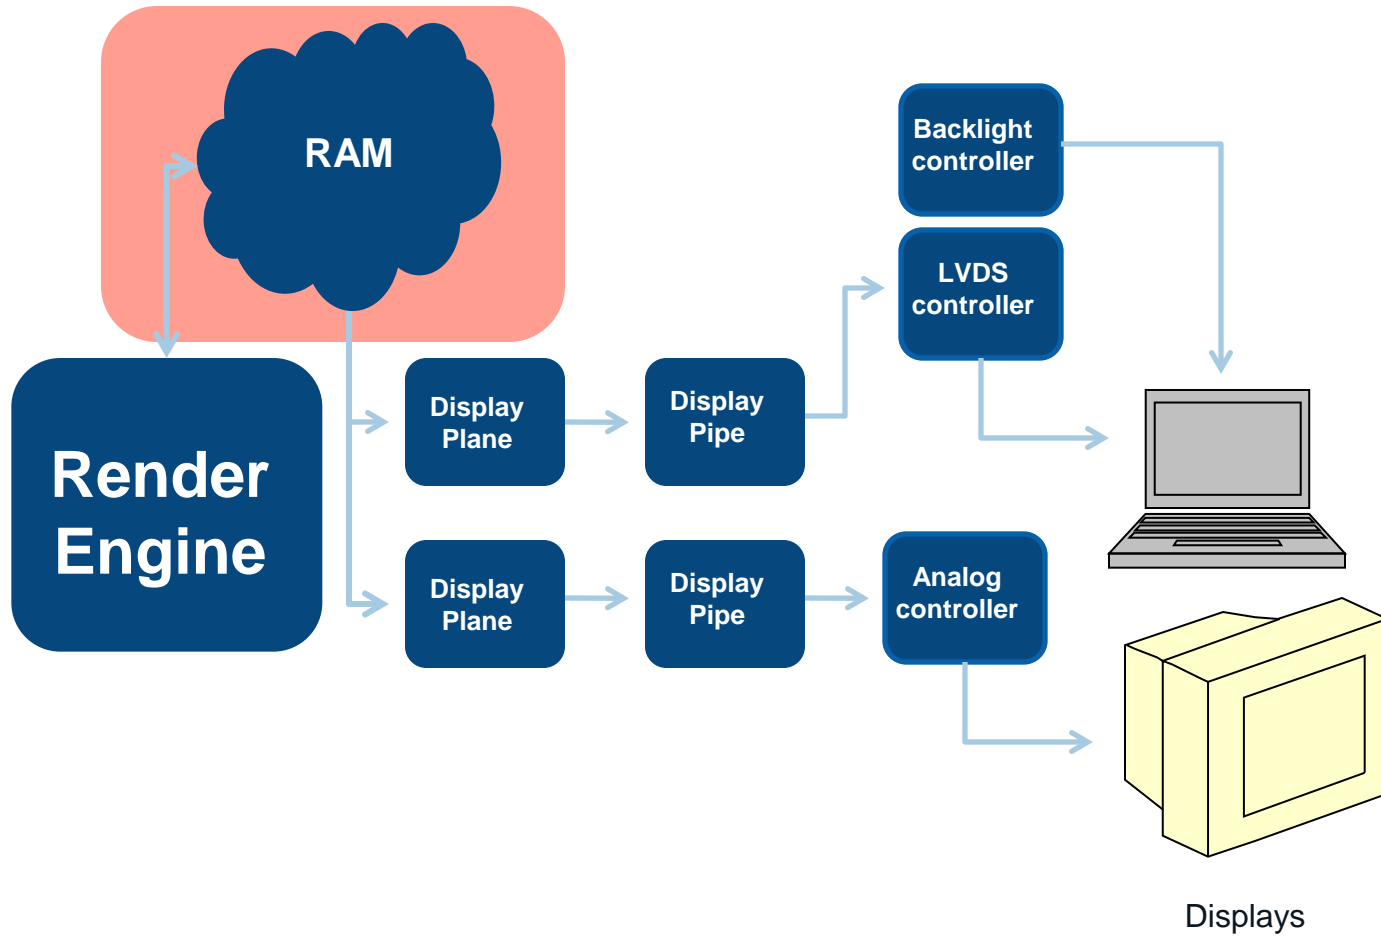 RAM
Backlight
controller
LVDS
controller
Display
Plane
Display
Pipe
Render
Engine
Display
Plane
Display
Pipe
Analog
controller
Displays